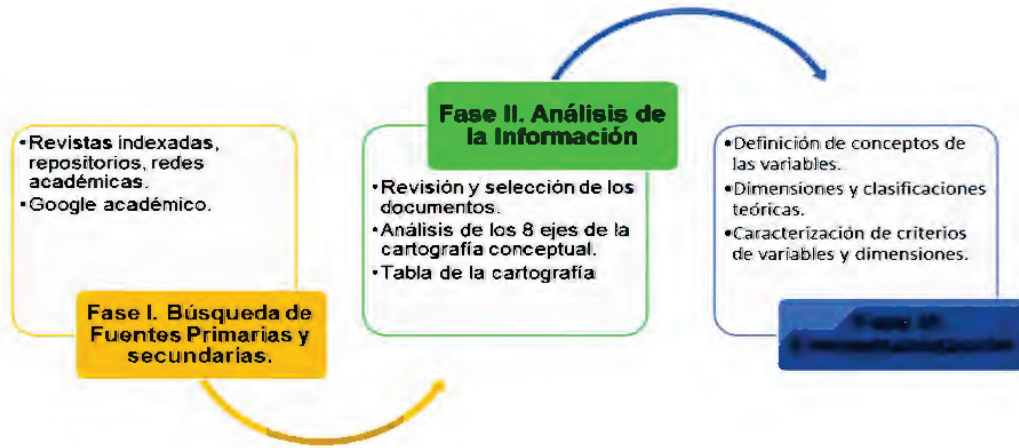 •Revistas indexadas,
repositorios, redes
académicas.
•Google académico.
Fase I. Búsqueda de
Fuentes Primarias y
secundarias.
Fase II. Análisis de
la Información
•Revisión y selección de los
documentos.
•Análisis de los 8 ejes de la
cartografía conceptual.
•Tabla de la cartografía
•Definición de conceptos de
las variables.
•Dimensiones y clasificaciones
teóricas.
•Caracterización de criterios
de variables y dimensiones.